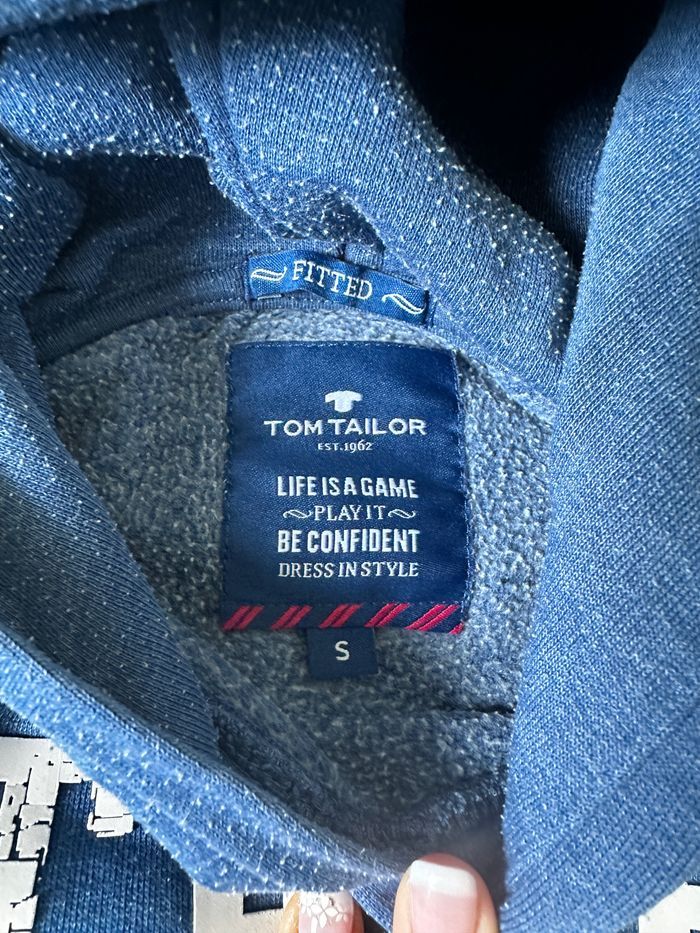 FITTED
TOM TAILOR
EST.1962
LIFE IS A GAME
PLAY IT
BE CONFIDENT
DRESS IN STYLE
S